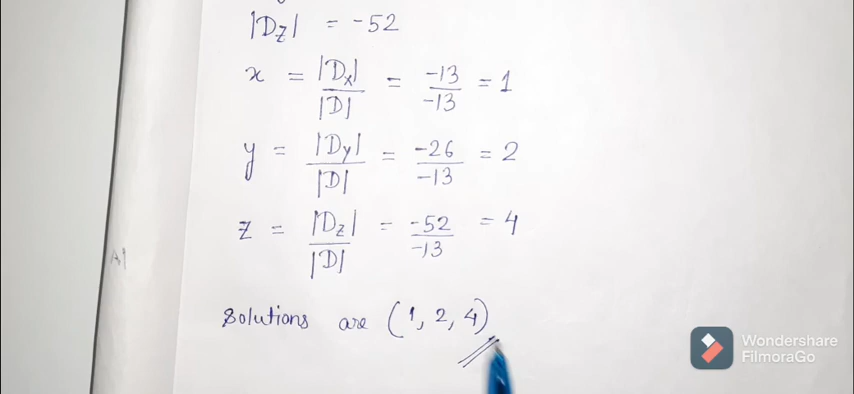 |Dz| = -52
x = |Dx| / |D| = -13 / -13 = 1
y = |Dy| / |D| = -26 / -13 = 2
z = |Dz| / |D| = -52 / -13 = 4
Solutions are (1, 2, 4)
Wondershare
FilmoraGo